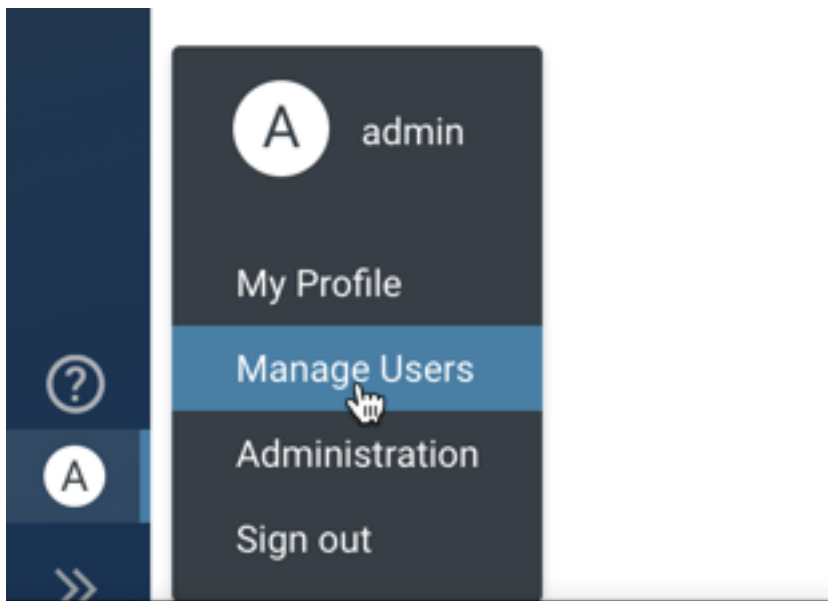 A admin
My Profile
Manage Users
?
Administration
A
Sign out